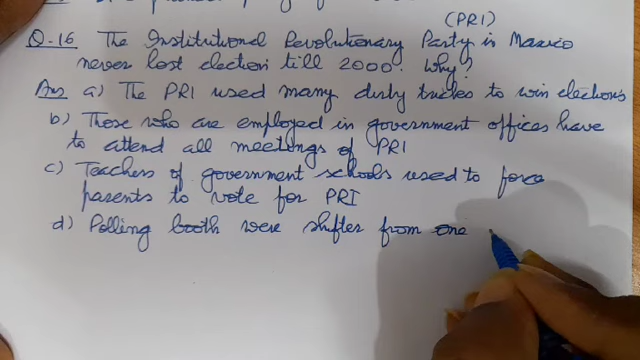 (PRI)
Q.16 The Institutional Revolutionary Party in Mexico
never lost election till 2000. Why?
Ans a) The PRI used many dirty tricks to win elections
b) Those who are employed in government offices have
to attend all meetings of PRI
c) Teachers of government schools used to force
parents to vote for PRI
d) Polling booth were shifter from one